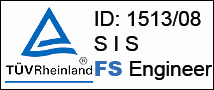 ID: 1513/08
S I S
FS Engineer
TÜVRheinland®